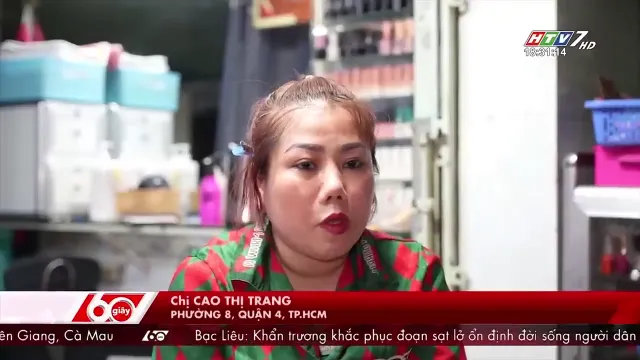 HTV7 HD
18:31:14
60 giây
Chị CAO THỊ TRANG
PHƯỜNG 8, QUẬN 4, TP.HCM
ên Giang, Cà Mau 60giây Bạc Liêu: Khẩn trương khắc phục đoạn sạt lở ổn định đời sống người dân